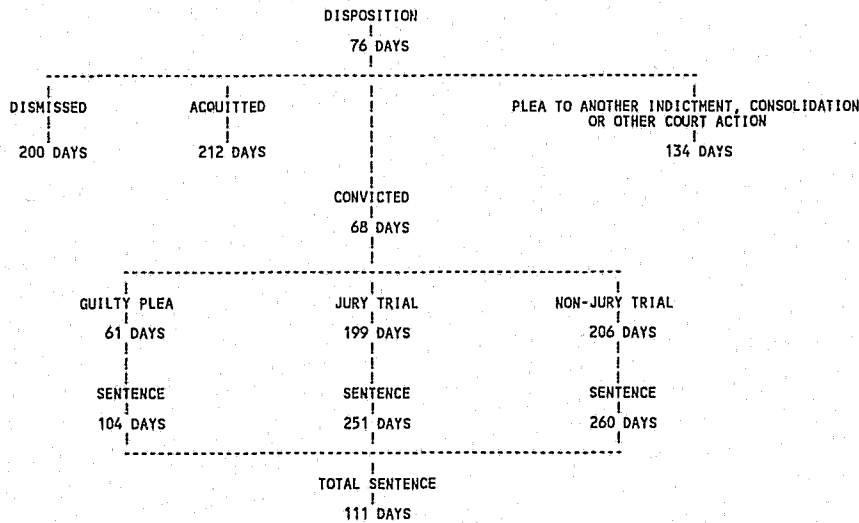 DISPOSITION
76 DAYS
DISMISSED ACQUITTED PLEA TO ANOTHER INDICTMENT, CONSOLIDATION
OR OTHER COURT ACTION
200 DAYS 212 DAYS 134 DAYS
CONVICTED
68 DAYS
GUILTY PLEA JURY TRIAL NON-JURY TRIAL
61 DAYS 199 DAYS 206 DAYS
SENTENCE SENTENCE SENTENCE
104 DAYS 251 DAYS 260 DAYS
TOTAL SENTENCE
111 DAYS